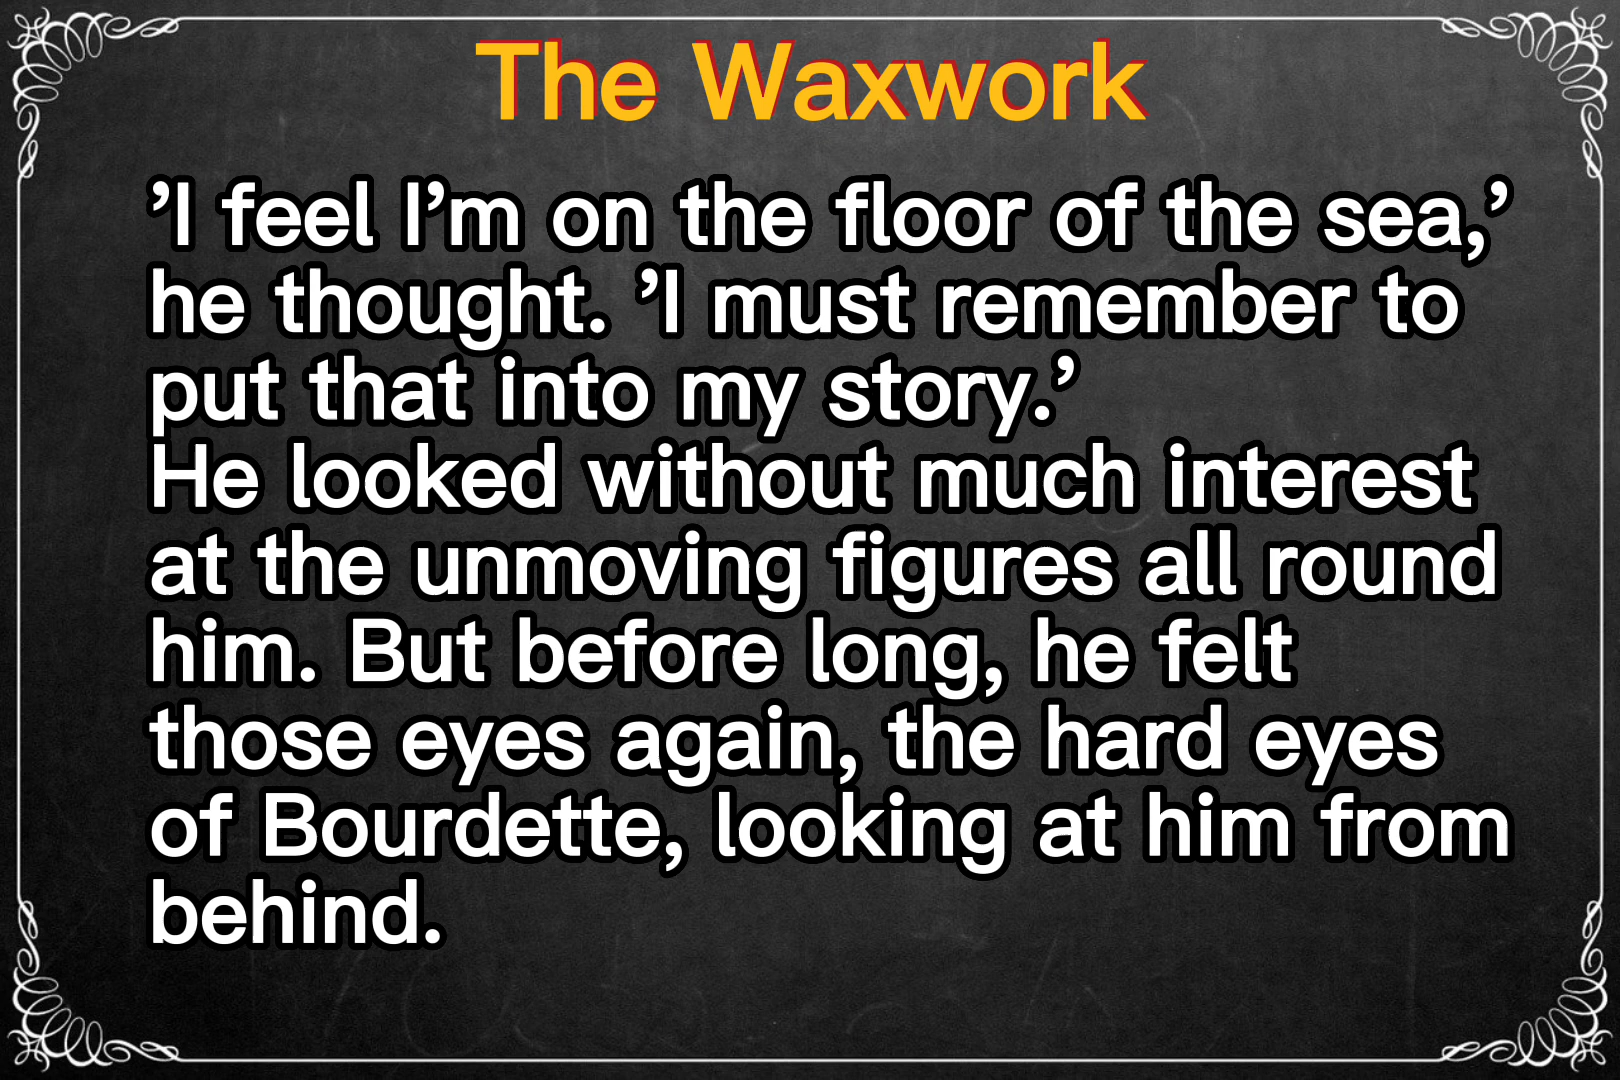 The Waxwork
’I feel I’m on the floor of the sea,’
he thought. ’I must remember to
put that into my story.’
He looked without much interest
at the unmoving figures all round
him. But before long, he felt
those eyes again, the hard eyes
of Bourdette, looking at him from
behind.